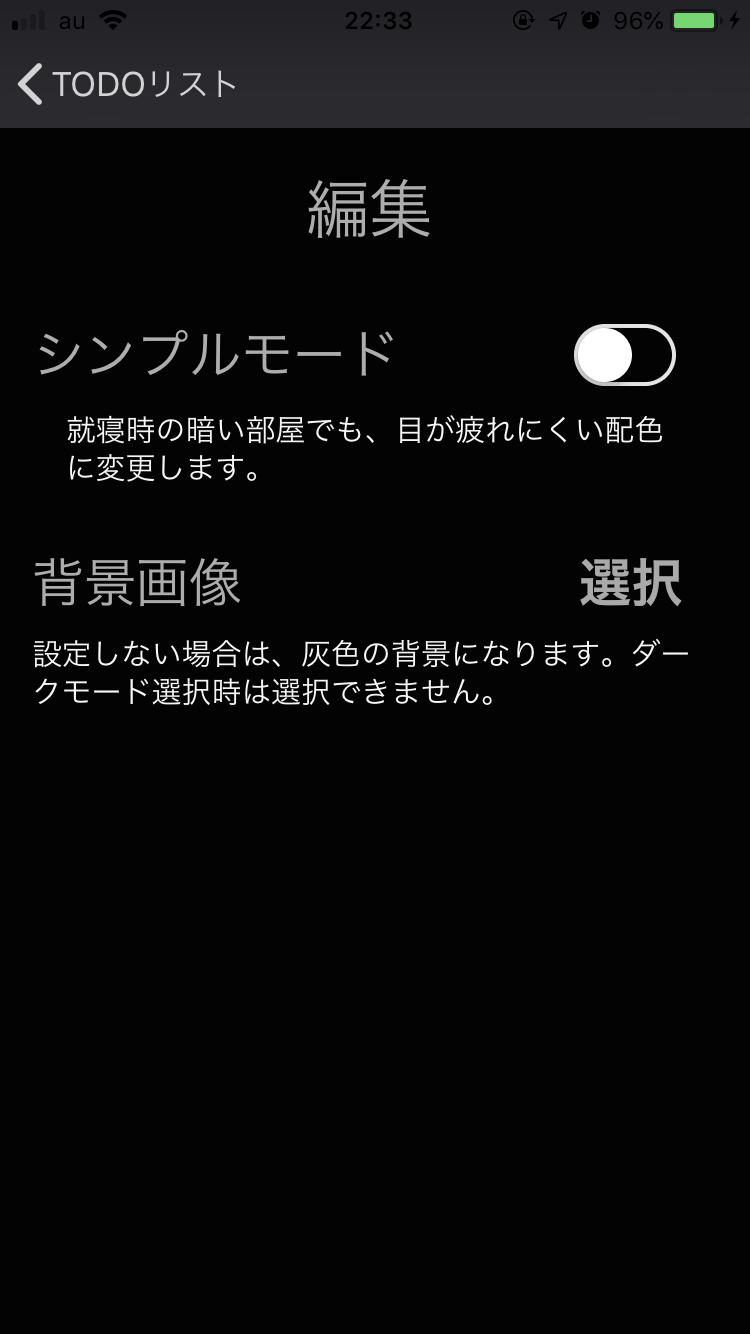 au 22:33 96%
TODOリスト
編集
シンプルモード
就寝時の暗い部屋でも、目が疲れにくい配色
に変更します。
背景画像 選択
設定しない場合は、灰色の背景になります。ダー
クモード選択時は選択できません。